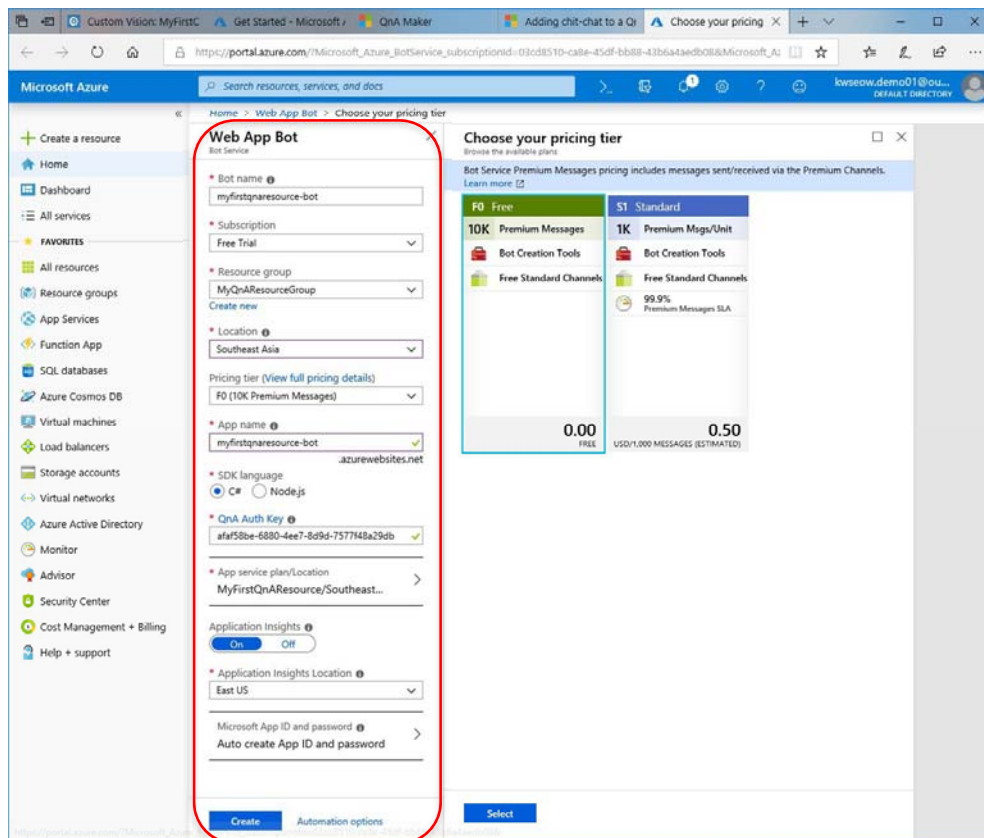 Custom Vision: MyFirstC
Get Started - Microsoft A
QnA Maker
Adding chit-chat to a Qr
Choose your pricing
https://portal.azure.com/?Microsoft_Azure_BotService_subscriptionId=03cd8510-ca8e-45df-bb88-43b6a4aedb08&Microsoft_Az
Microsoft Azure
Search resources, services, and docs
1
kwseow.demo01@ou...
DEFAULT DIRECTORY
Home > Web App Bot > Choose your pricing tier
Create a resource
Home
Dashboard
All services
FAVORITES
All resources
Resource groups
App Services
Function App
SQL databases
Azure Cosmos DB
Virtual machines
Load balancers
Storage accounts
Virtual networks
Azure Active Directory
Monitor
Advisor
Security Center
Cost Management + Billing
Help + support
Web App Bot
Bot Service
* Bot name
myfirstqnaresource-bot
* Subscription
Free Trial
* Resource group
MyQnAResourceGroup
Create new
* Location
Southeast Asia
Pricing tier (View full pricing details)
F0 (10K Premium Messages)
* App name
myfirstqnaresource-bot
.azurewebsites.net
* SDK language
C# Node.js
* QnA Auth Key
afaf58be-6880-4ee7-8d9d-7577f48a29db
* App service plan/Location
MyFirstQnAResource/Southeast...
Application Insights
On Off
* Application Insights Location
East US
Microsoft App ID and password
Auto create App ID and password
Create Automation options
Choose your pricing tier
Browse the available plans
Bot Service Premium Messages pricing includes messages sent/received via the Premium Channels.
Learn more
F0 Free
10K Premium Messages
Bot Creation Tools
Free Standard Channels
0.00
FREE
S1 Standard
1K Premium Msgs/Unit
Bot Creation Tools
Free Standard Channels
99.9%
Premium Messages SLA
0.50
USD/1,000 MESSAGES (ESTIMATED)
Select